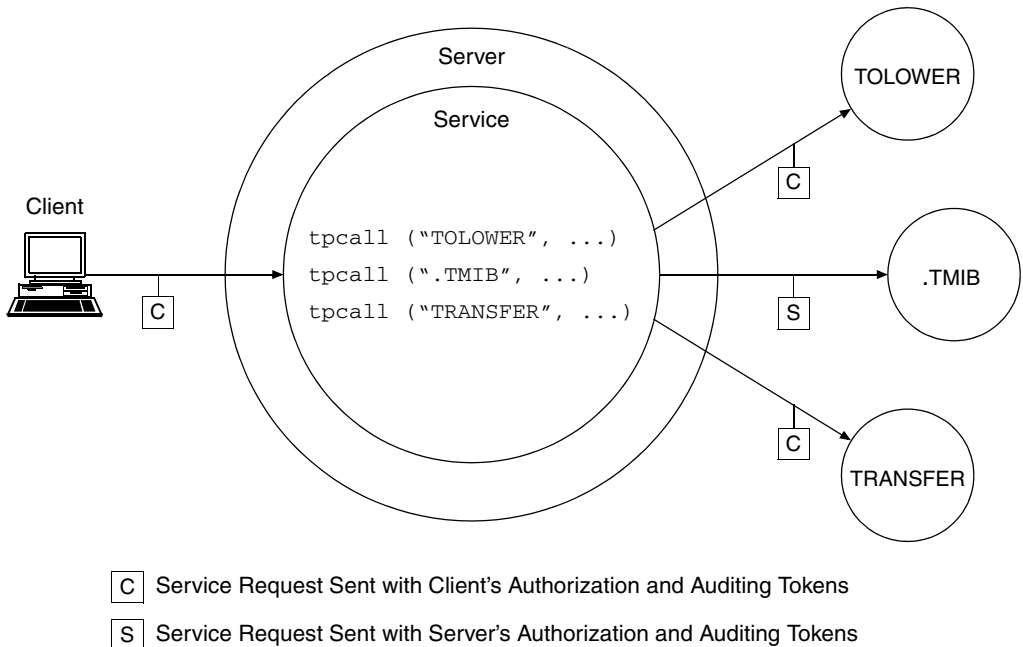 Server
Service
TOLOWER
C
Client
tpcall (“TOLOWER”, ...)
tpcall (“.TMIB”, ...)
tpcall (“TRANSFER”, ...)
C
.TMIB
S
C
TRANSFER
C Service Request Sent with Client’s Authorization and Auditing Tokens
S Service Request Sent with Server’s Authorization and Auditing Tokens